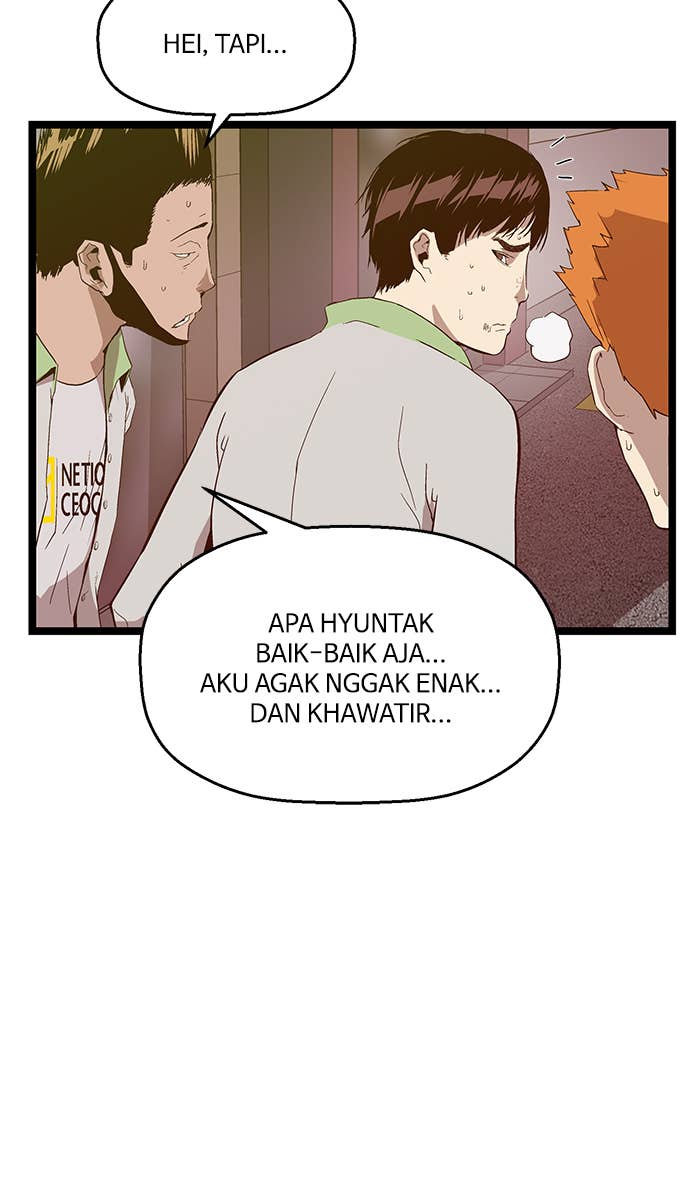 HEI, TAPI...
NETIO
CEOG
APA HYUNTAK
BAIK-BAIK AJA...
AKU AGAK NGGAK ENAK...
DAN KHAWATIR...